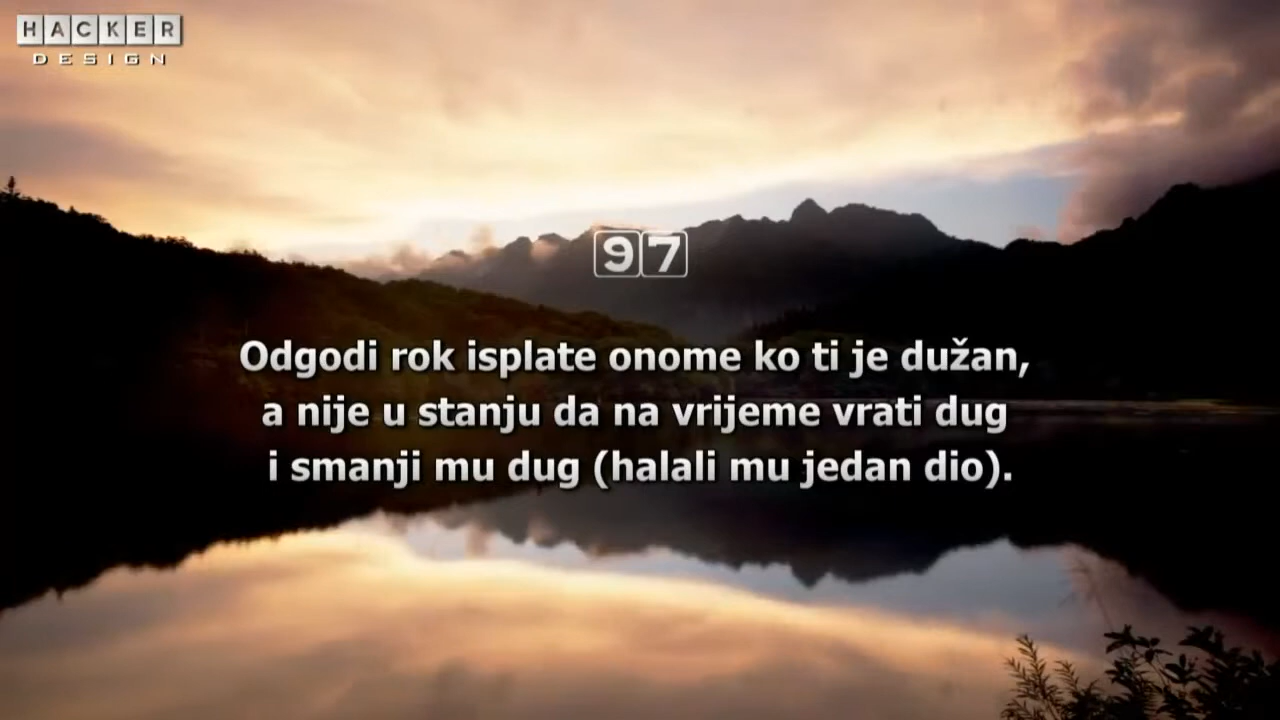 HACKER
DESIGN
97
Odgodi rok isplate onome ko ti je dužan,
a nije u stanju da na vrijeme vrati dug
i smanji mu dug (halali mu jedan dio).